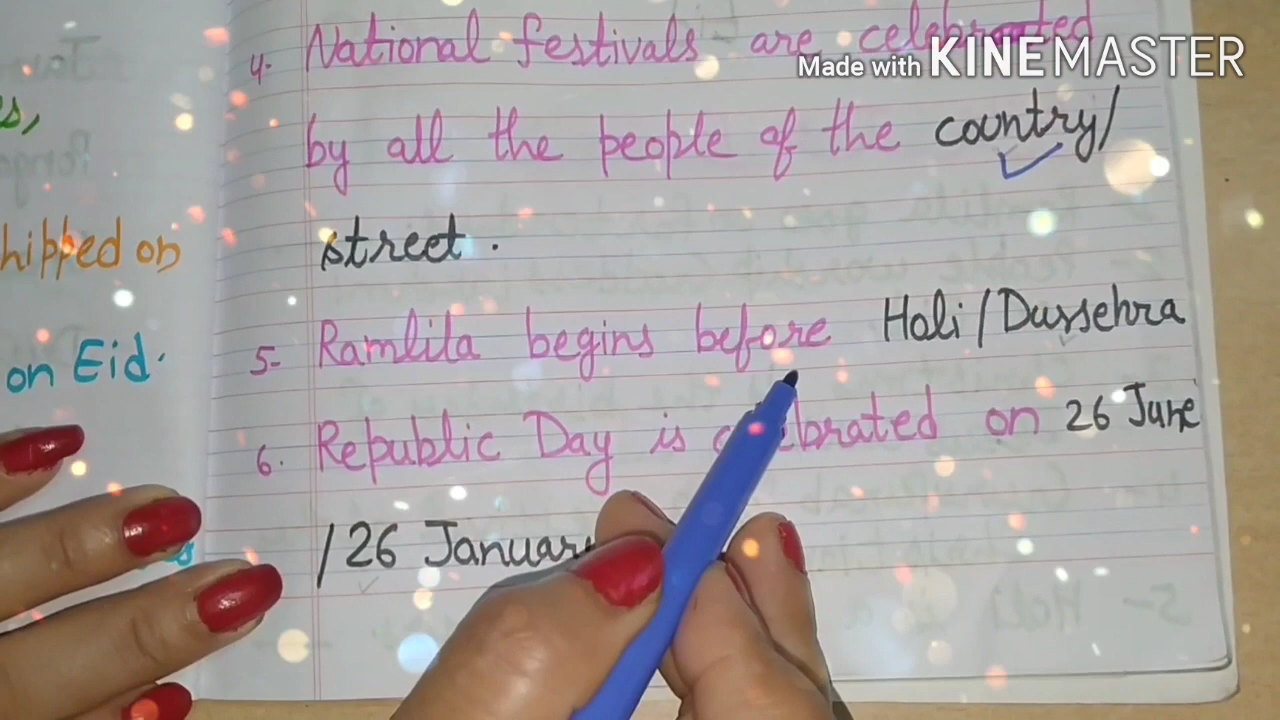 4. National festivals are celebrated
Made with KINEMASTER
by all the people of the country/
street.
5- Ramlila begins before Holi/Dussehra
6. Republic Day is celebrated on 26 June
/26 January
es,
hipped on
on Eid.